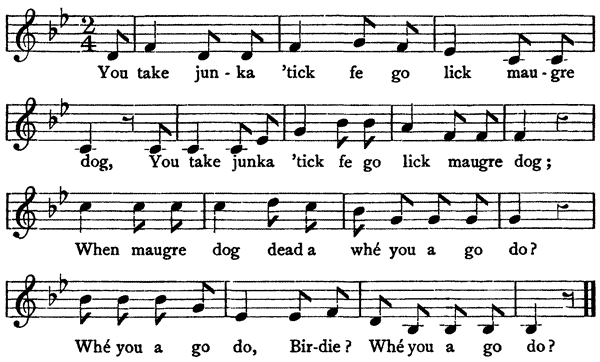 2
4
You take jun - ka 'tick fe go lick mau - gre
dog, You take junka 'tick fe go lick maugre dog ;
When maugre dog dead a whé you a go do?
Whé you a go do, Bir-die? Whé you a go do?